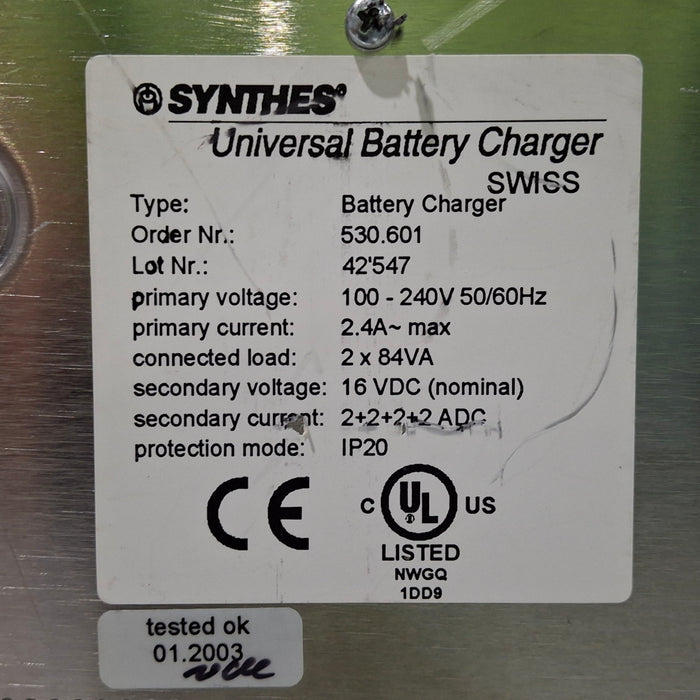 SYNTHES®
Universal Battery Charger
SWISS
Type: Battery Charger
Order Nr.: 530.601
Lot Nr.: 42'547
primary voltage: 100 - 240V 50/60Hz
primary current: 2.4A~ max
connected load: 2 x 84VA
secondary voltage: 16 VDC (nominal)
secondary current: 2+2+2+2 ADC
protection mode: IP20
CE
C UL US
LISTED
NWGQ
1DD9
tested ok
01.2003